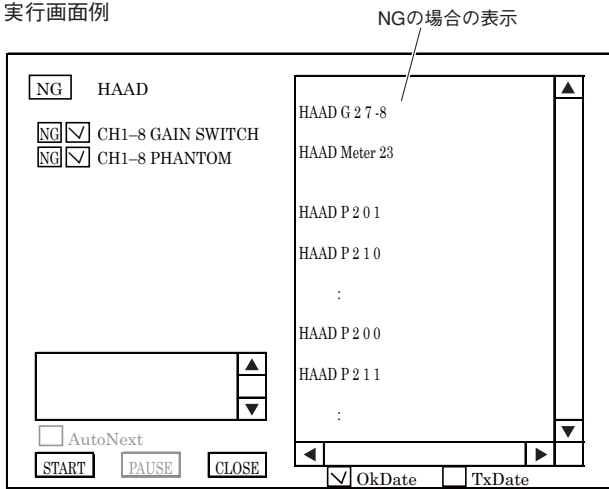 実行画面例
NGの場合の表示
NG HAAD
NG CH1–8 GAIN SWITCH
NG CH1–8 PHANTOM
AutoNext
START PAUSE CLOSE
HAAD G 2 7 -8
HAAD Meter 23
HAAD P 2 0 1
HAAD P 2 1 0
:
HAAD P 2 0 0
HAAD P 2 1 1
:
OkDate TxDate